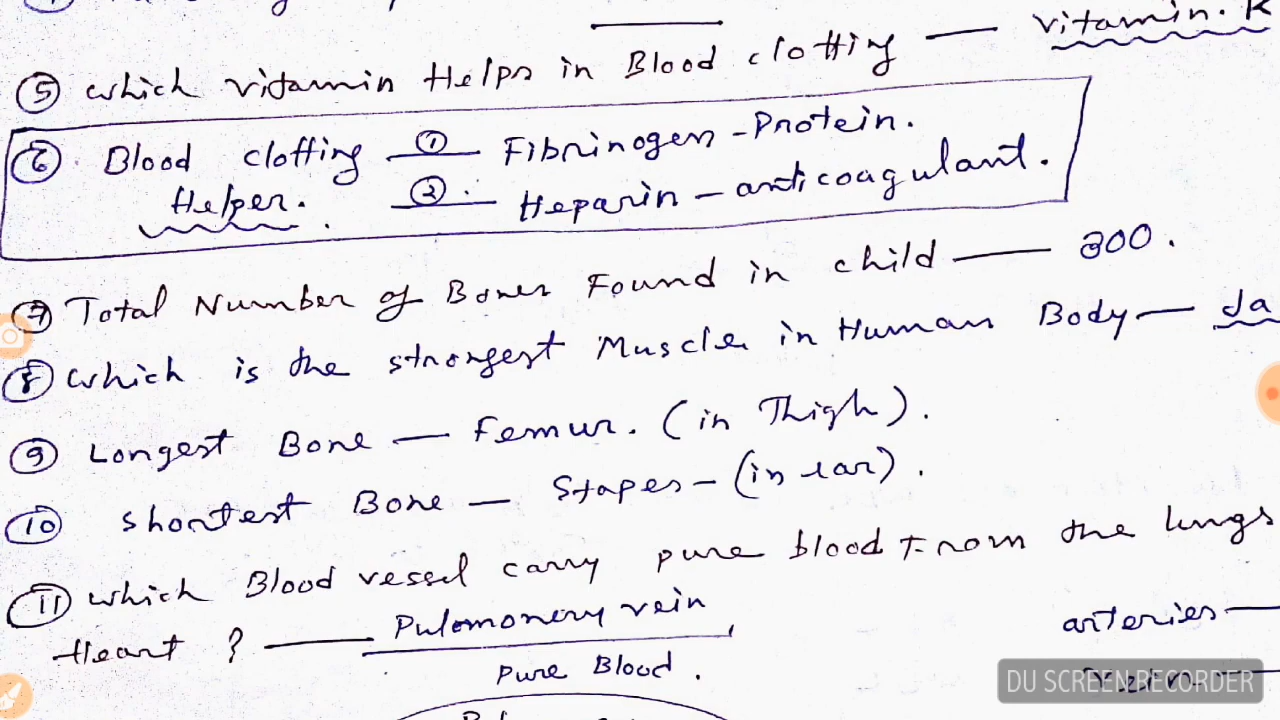 ⑤ which vitamin Helps in Blood clotting — vitamin. K
⑥ Blood clotting ① Fibrinogen - Protein.
Helper. ② Heparin - anticoagulant.
⑦ Total Number of Bones Found in child — 300.
⑧ which is the strongest Muscle in Human Body — Ja
⑨ Longest Bone — Femur. (in Thigh).
⑩ shortest Bone — Stapes - (in ear).
⑪ which Blood vessel carry pure blood From the lungs
Heart ? — Pulmonory vein
Pure Blood.
arteries —
DU SCREEN RECORDER